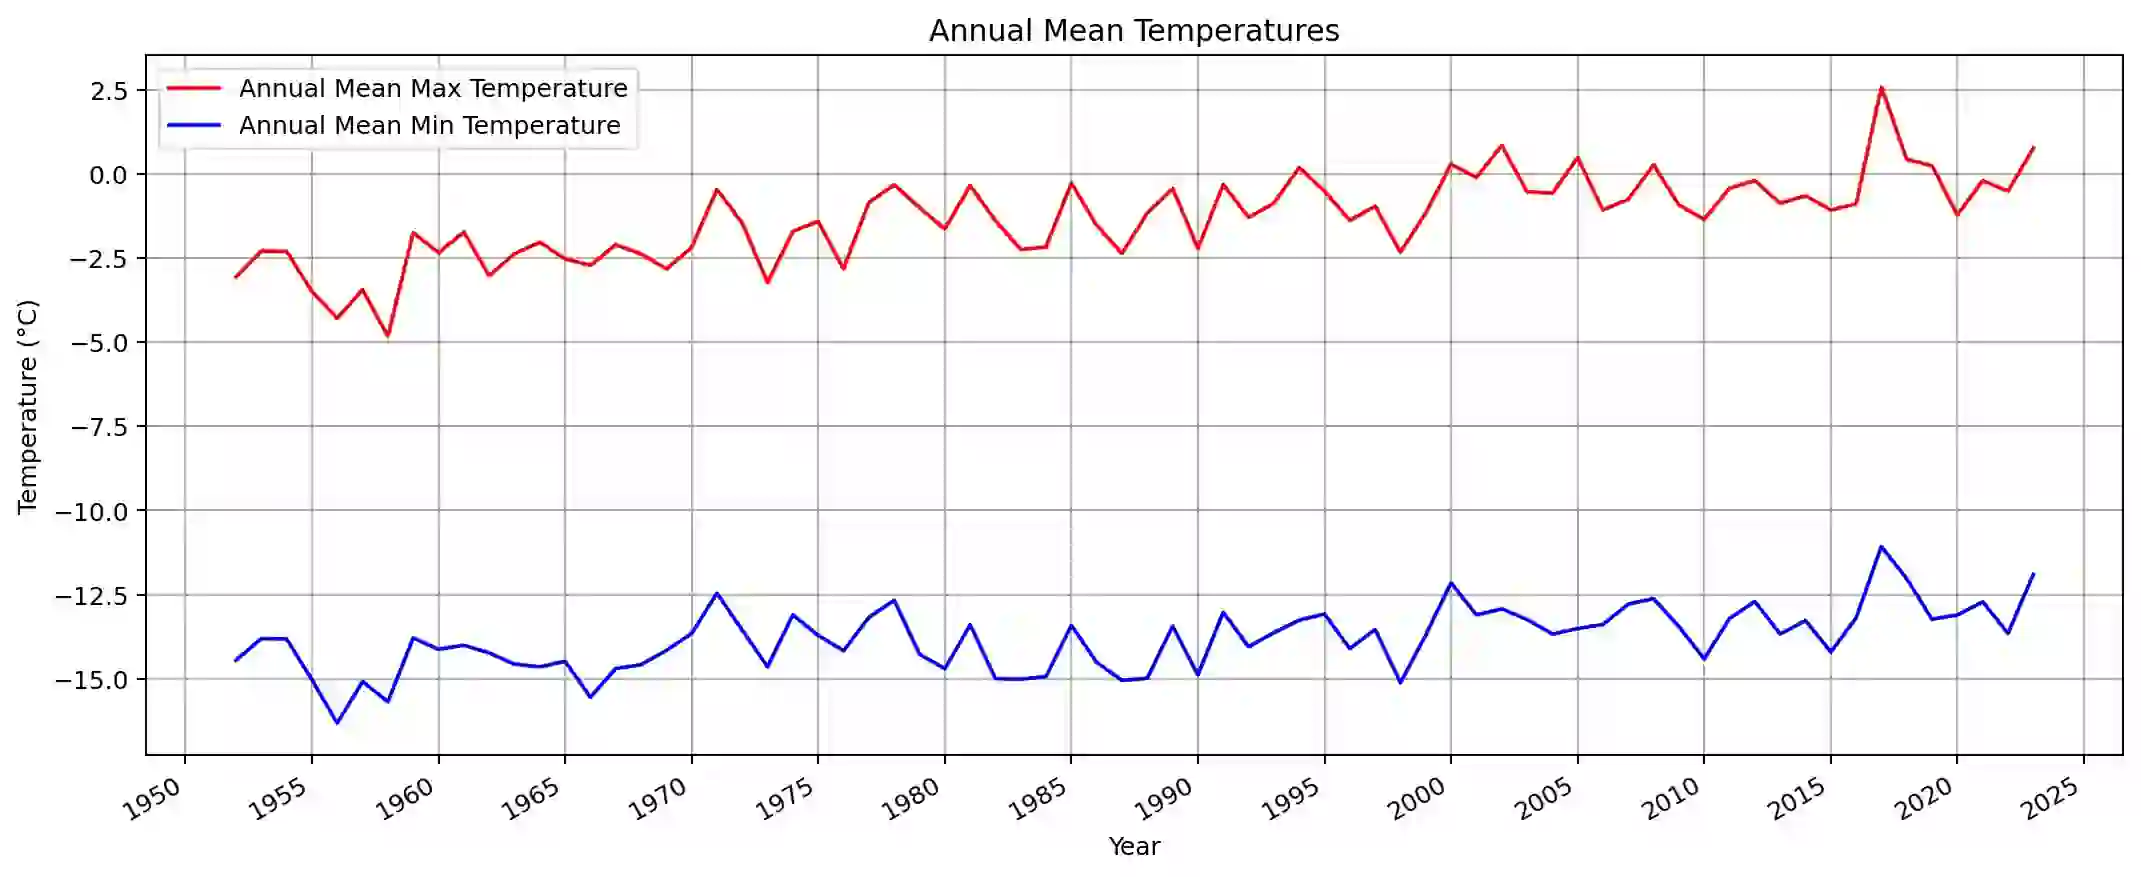 Annual Mean Temperatures
Annual Mean Max Temperature
Annual Mean Min Temperature
2.5
0.0
−2.5
−5.0
−7.5
−10.0
−12.5
−15.0
Temperature (°C)
1950 1955 1960 1965 1970 1975 1980 1985 1990 1995 2000 2005 2010 2015 2020 2025
Year